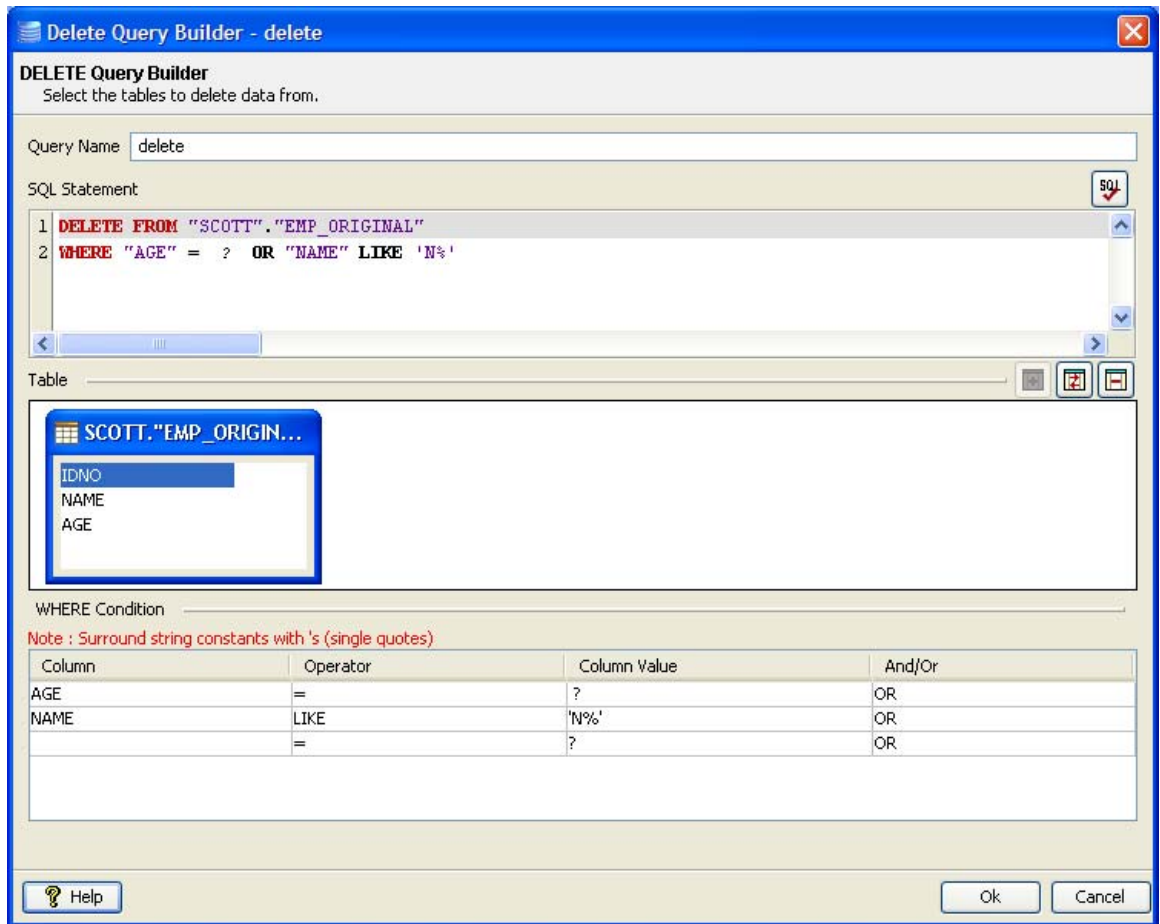 Delete Query Builder - delete
DELETE Query Builder
Select the tables to delete data from.
Query Name delete
SQL Statement SQL
1 DELETE FROM "SCOTT"."EMP_ORIGINAL"
2 WHERE "AGE" = ? OR "NAME" LIKE 'N%'
Table
SCOTT."EMP_ORIGIN...
IDNO
NAME
AGE
WHERE Condition
Note : Surround string constants with 's (single quotes)
Column Operator Column Value And/Or
AGE = ? OR
NAME LIKE 'N%' OR
= ? OR
Help Ok Cancel